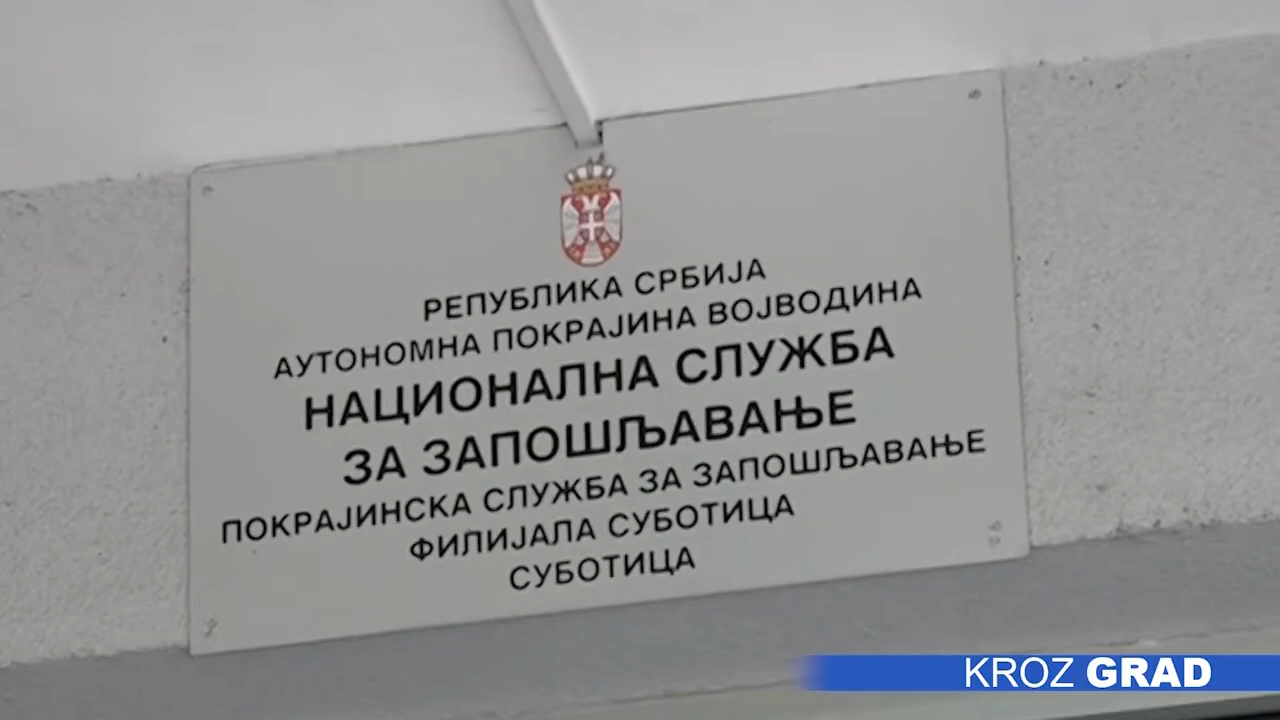 РЕПУБЛИКА СРБИЈА
АУТОНОМНА ПОКРАЈИНА ВОЈВОДИНА
НАЦИОНАЛНА СЛУЖБА
ЗА ЗАПОШЉАВАЊЕ
ПОКРАЈИНСКА СЛУЖБА ЗА ЗАПОШЉАВАЊЕ
ФИЛИЈАЛА СУБОТИЦА
СУБОТИЦА
KROZ GRAD